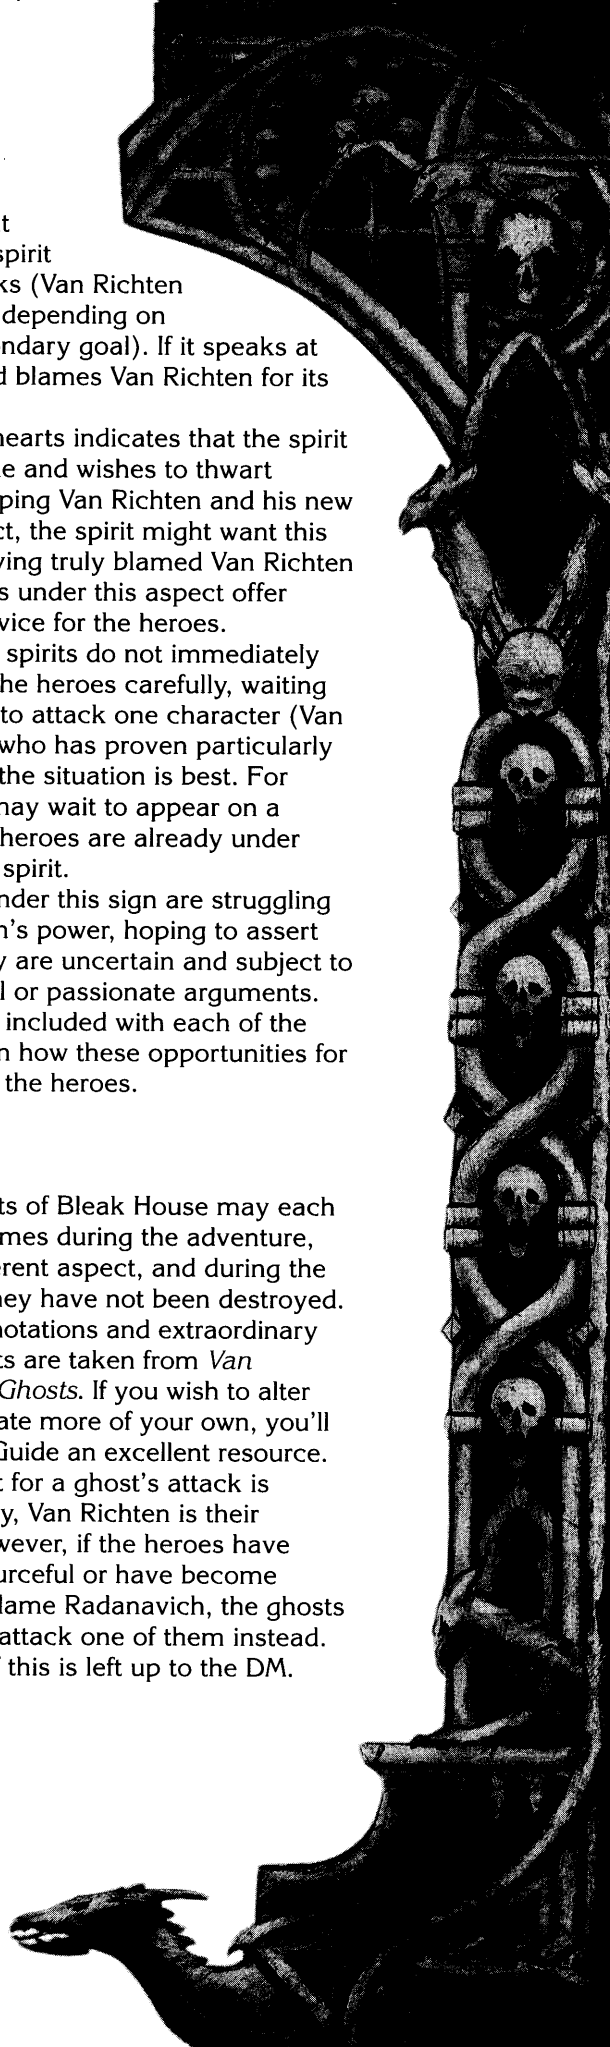 t
spirit
ks (Van Richten
depending on
ndary goal). If it speaks at
d blames Van Richten for its
hearts indicates that the spirit
e and wishes to thwart
ping Van Richten and his new
ct, the spirit might want this
ving truly blamed Van Richten
s under this aspect offer
vice for the heroes.
spirits do not immediately
he heroes carefully, waiting
to attack one character (Van
who has proven particularly
the situation is best. For
may wait to appear on a
heroes are already under
spirit.
nder this sign are struggling
n's power, hoping to assert
y are uncertain and subject to
l or passionate arguments.
included with each of the
n how these opportunities for
the heroes.
ts of Bleak House may each
mes during the adventure,
erent aspect, and during the
hey have not been destroyed.
notations and extraordinary
ts are taken from Van
Ghosts. If you wish to alter
ate more of your own, you'll
Guide an excellent resource.
t for a ghost's attack is
y, Van Richten is their
wever, if the heroes have
urceful or have become
dame Radanavich, the ghosts
attack one of them instead.
f this is left up to the DM.